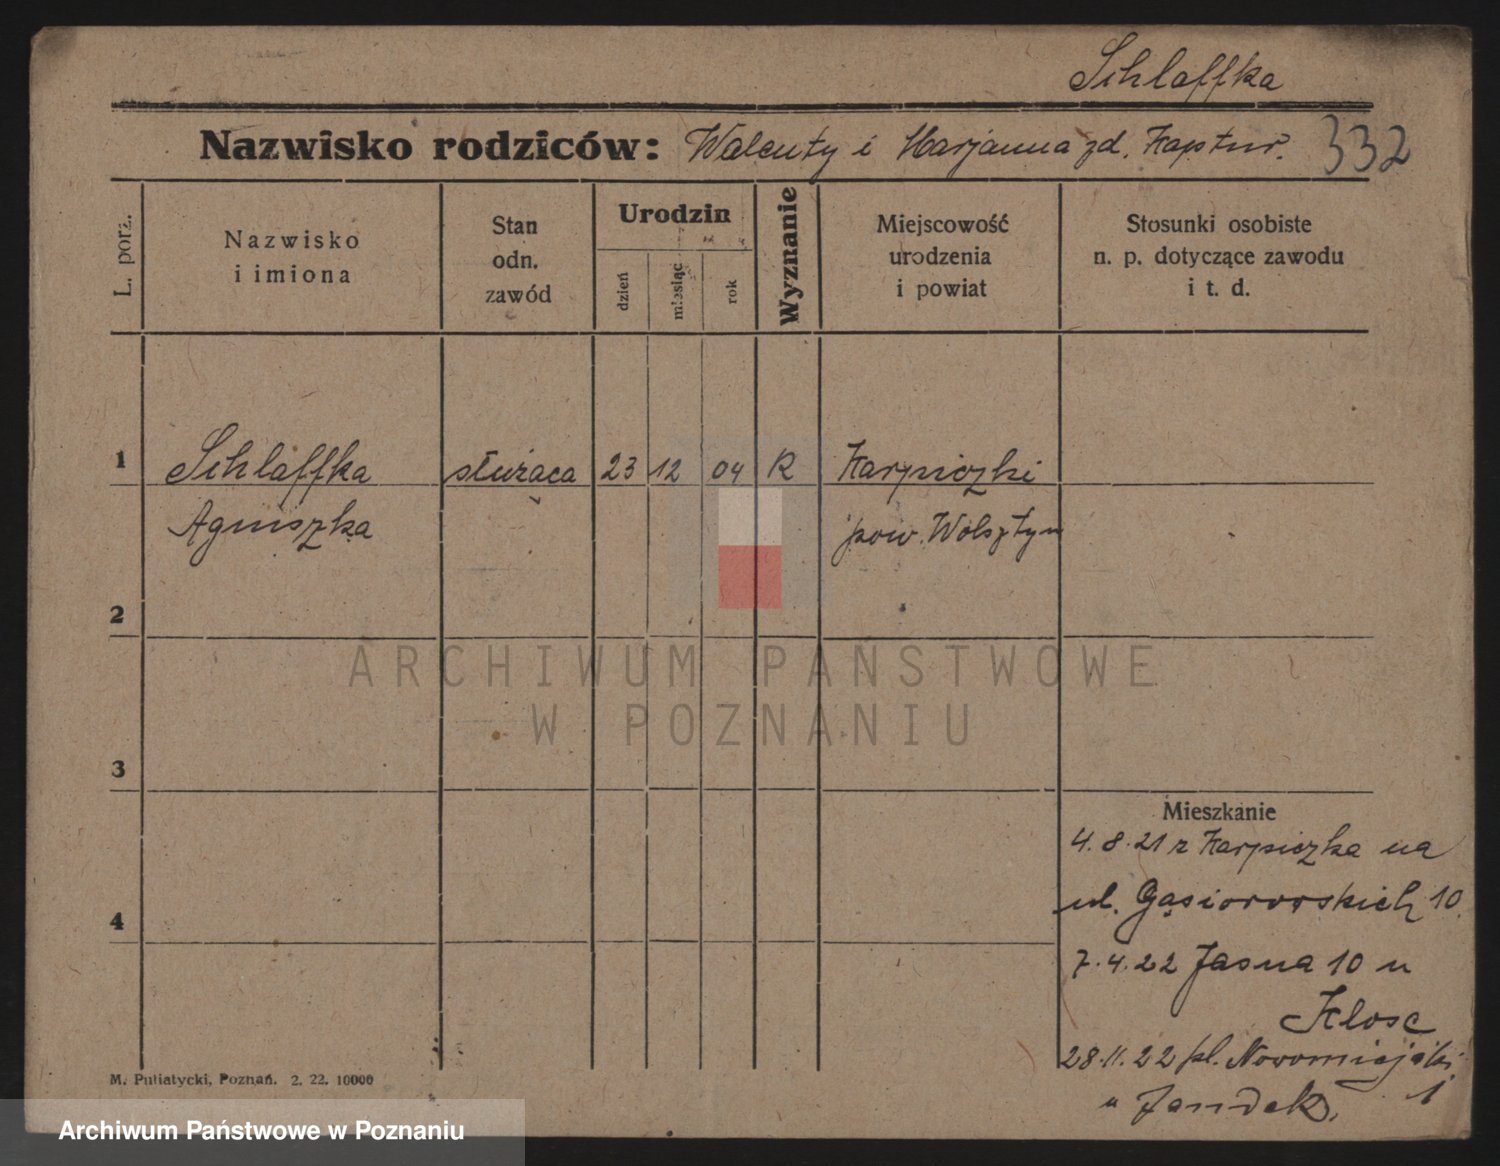 Schlaffka
Nazwisko rodziców: Walenty i Marjanna zd. Kaptur. 332
L. porz.
Nazwisko
i imiona
Stan
odn.
zawód
Urodzin
dzień
miesiąc
rok
Wyznanie
Miejscowość
urodzenia
i powiat
Stosunki osobiste
n. p. dotyczące zawodu
i t. d.
1 Schlaffka służąca 23 12 04 R Karpiczki
Agniszka pow. Wolsztyn
2
3
4
Mieszkanie
4.8.21 z Karpiczka na
ul. Gąsiorowskich 10.
7.4.22 Jasna 10 u
Klose
28.11.22 pl. Nowomiejski
1
u
M. Putiatycki, Poznań. 2. 22. 10000
ARCHIWUM PAŃSTWOWE
W POZNANIU
Archiwum Państwowe w Poznaniu